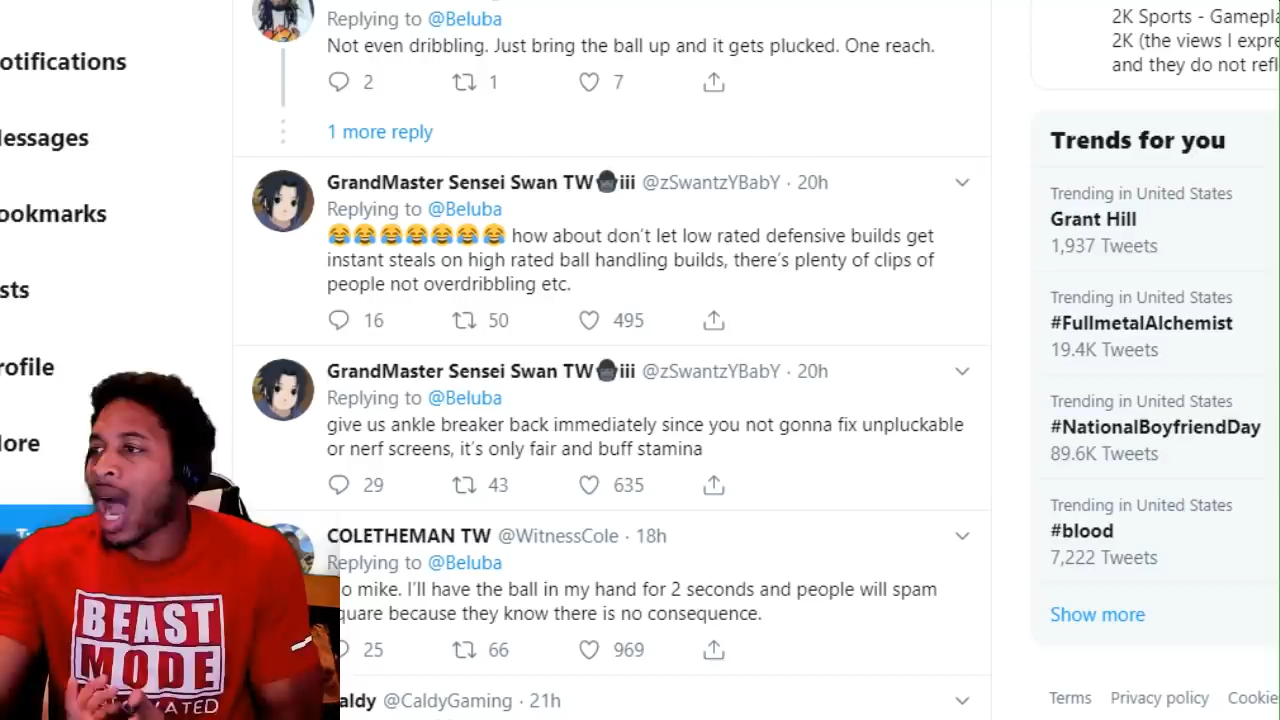 Replying to @Beluba
Not even dribbling. Just bring the ball up and it gets plucked. One reach.
2 1 7
1 more reply
GrandMaster Sensei Swan TW iii @zSwantzYBabY · 20h
Replying to @Beluba
😂😂😂😂😂😂😂 how about don't let low rated defensive builds get
instant steals on high rated ball handling builds, there's plenty of clips of
people not overdribbling etc.
16 50 495
GrandMaster Sensei Swan TW iii @zSwantzYBabY · 20h
Replying to @Beluba
give us ankle breaker back immediately since you not gonna fix unpluckable
or nerf screens, it's only fair and buff stamina
29 43 635
COLETHEMAN TW @WitnessCole · 18h
Replying to @Beluba
o mike. I'll have the ball in my hand for 2 seconds and people will spam
quare because they know there is no consequence.
25 66 969
aldy @CaldyGaming · 21h
otifications
lessages
ookmarks
sts
rofile
lore
BEAST
MODE
VATED
2K Sports - Gamepla
2K (the views I expre
and they do not refl
Trends for you
Trending in United States
Grant Hill
1,937 Tweets
Trending in United States
#FullmetalAlchemist
19.4K Tweets
Trending in United States
#NationalBoyfriendDay
89.6K Tweets
Trending in United States
#blood
7,222 Tweets
Show more
Terms Privacy policy Cookie